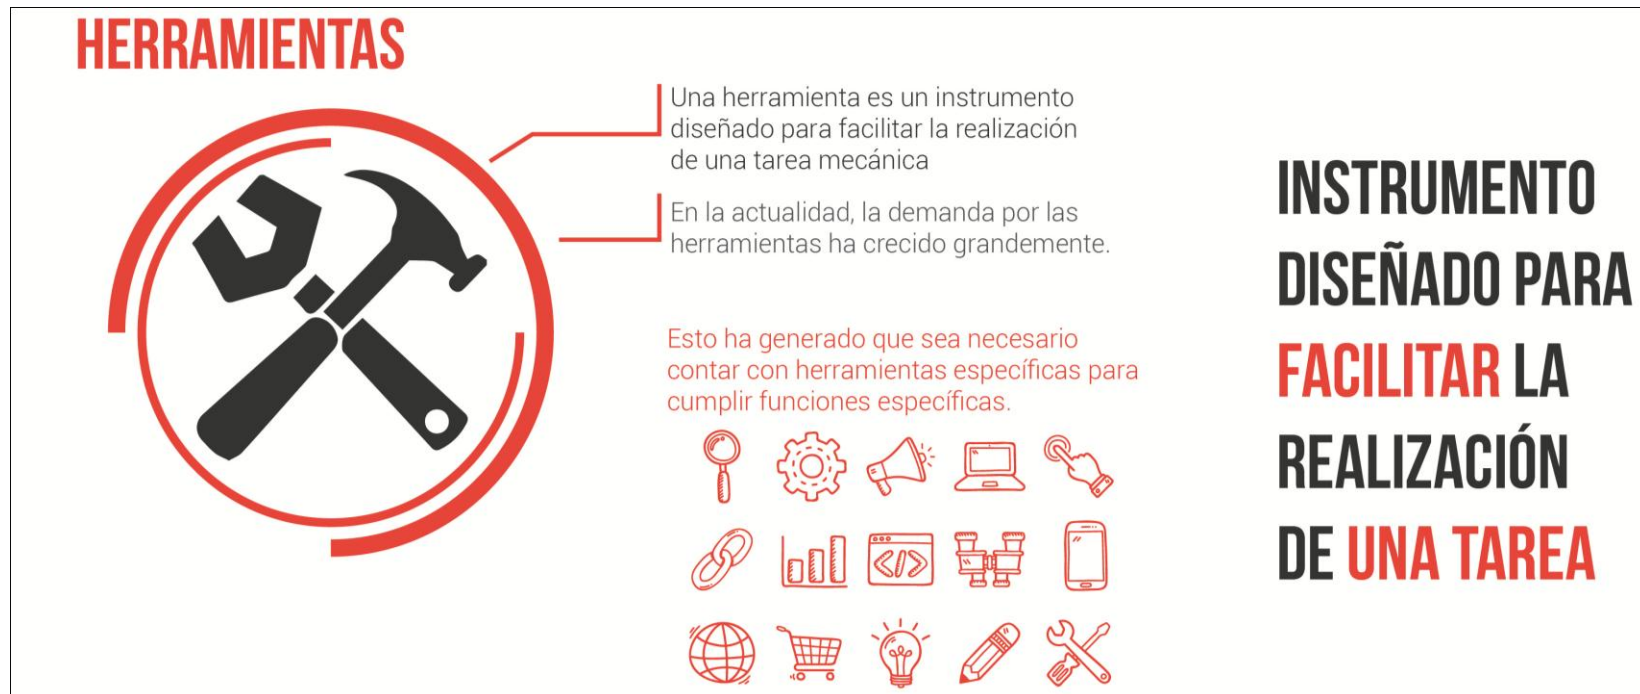 HERRAMIENTAS
Una herramienta es un instrumento
diseñado para facilitar la realización
de una tarea mecánica
En la actualidad, la demanda por las
herramientas ha crecido grandemente.
Esto ha generado que sea necesario
contar con herramientas específicas para
cumplir funciones específicas.
</>
INSTRUMENTO
DISEÑADO PARA
FACILITAR LA
REALIZACIÓN
DE UNA TAREA